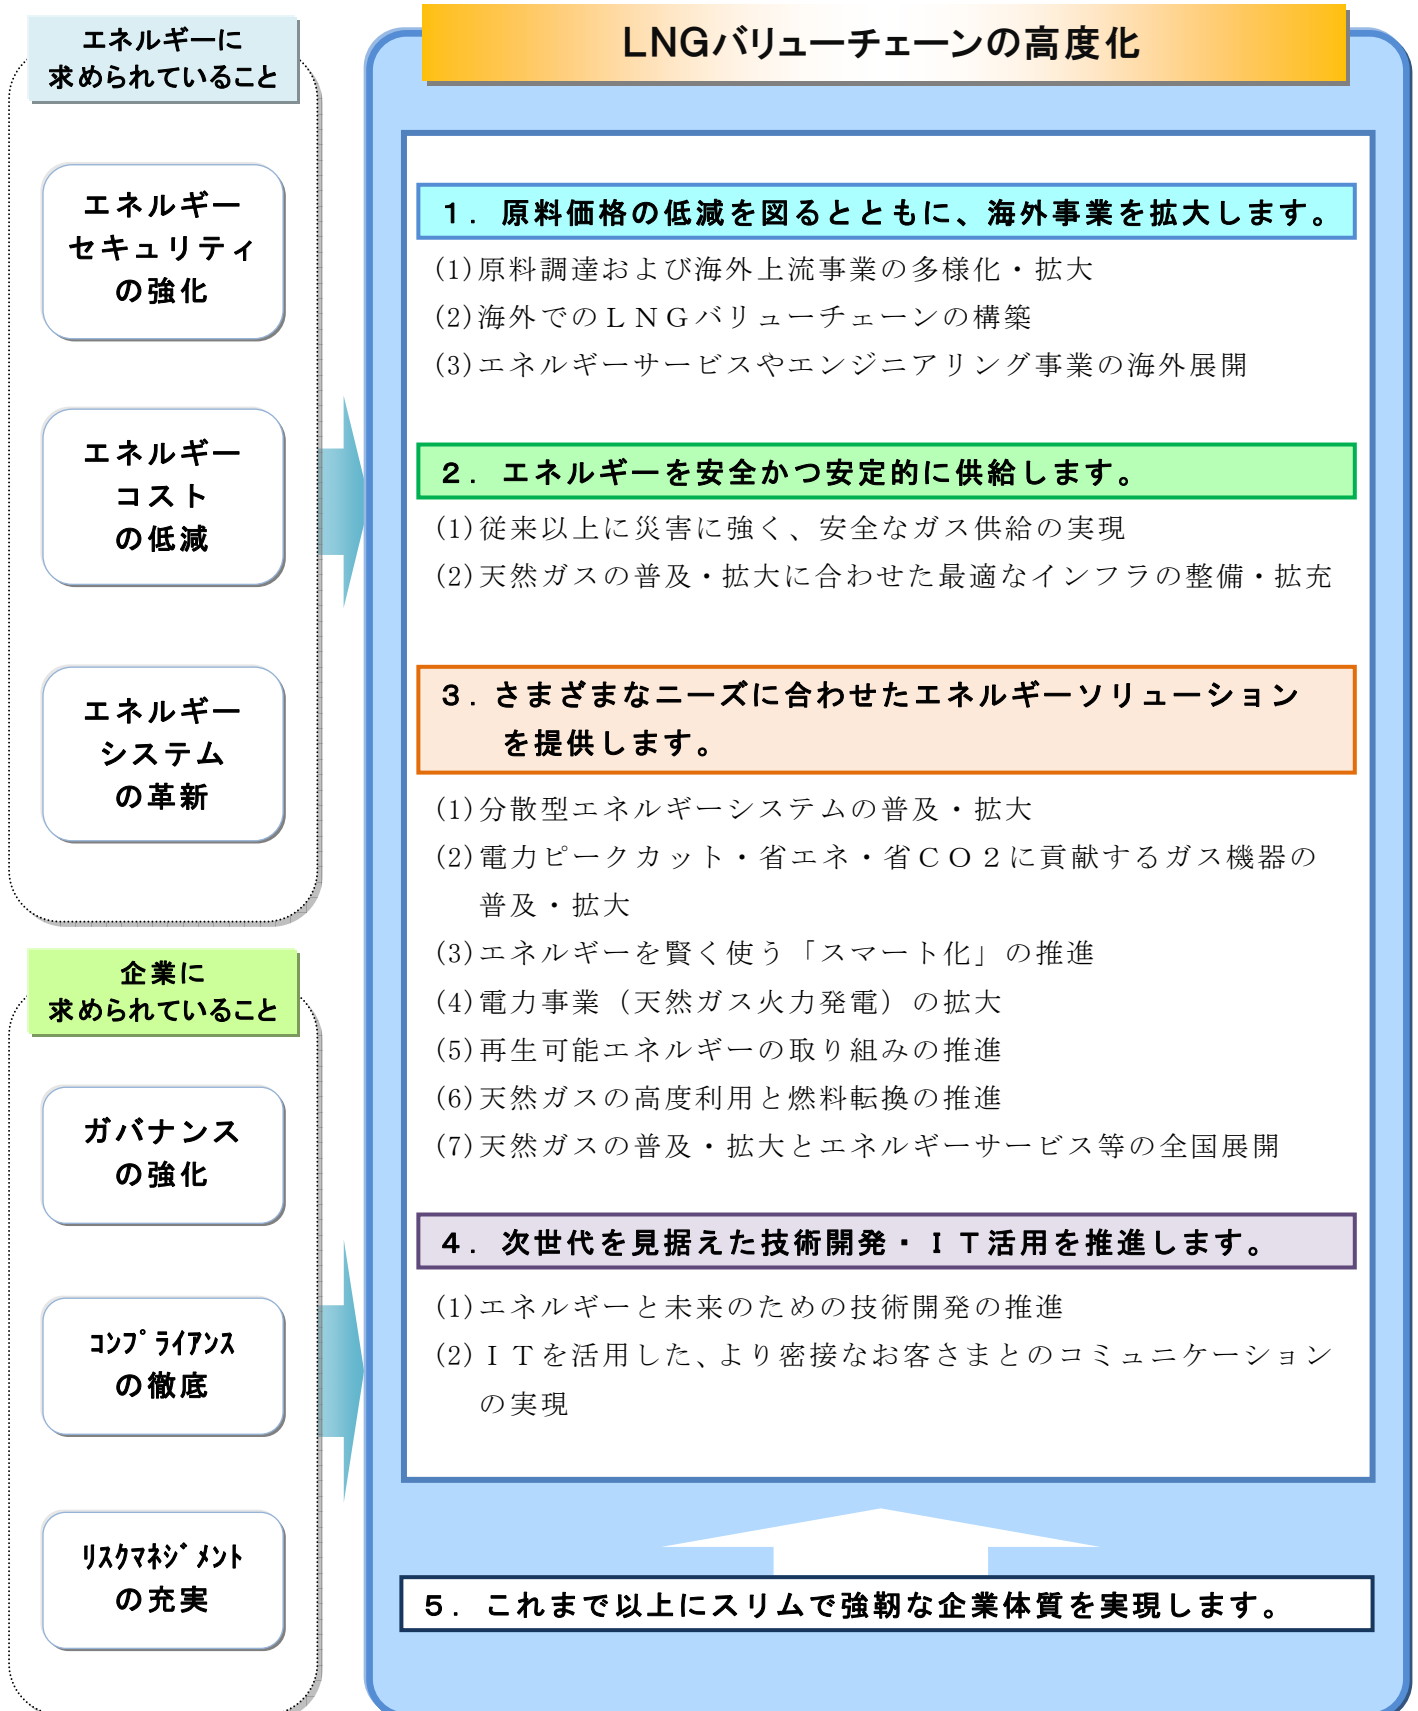 エネルギーに
求められていること
エネルギー
セキュリティ
の強化
エネルギー
コスト
の低減
エネルギー
システム
の革新
企業に
求められていること
ガバナンス
の強化
ｺﾝﾌﾟﾗｲｱﾝｽ
の徹底
ﾘｽｸﾏﾈｼﾞﾒﾝﾄ
の充実
LNGバリューチェーンの高度化
１．原料価格の低減を図るとともに、海外事業を拡大します。
(1)原料調達および海外上流事業の多様化・拡大
(2)海外でのＬＮＧバリューチェーンの構築
(3)エネルギーサービスやエンジニアリング事業の海外展開
２．エネルギーを安全かつ安定的に供給します。
(1)従来以上に災害に強く、安全なガス供給の実現
(2)天然ガスの普及・拡大に合わせた最適なインフラの整備・拡充
３．さまざまなニーズに合わせたエネルギーソリューション
を提供します。
(1)分散型エネルギーシステムの普及・拡大
(2)電力ピークカット・省エネ・省ＣＯ２に貢献するガス機器の
普及・拡大
(3)エネルギーを賢く使う「スマート化」の推進
(4)電力事業（天然ガス火力発電）の拡大
(5)再生可能エネルギーの取り組みの推進
(6)天然ガスの高度利用と燃料転換の推進
(7)天然ガスの普及・拡大とエネルギーサービス等の全国展開
４．次世代を見据えた技術開発・ＩＴ活用を推進します。
(1)エネルギーと未来のための技術開発の推進
(2)ＩＴを活用した、より密接なお客さまとのコミュニケーション
の実現
５．これまで以上にスリムで強靭な企業体質を実現します。